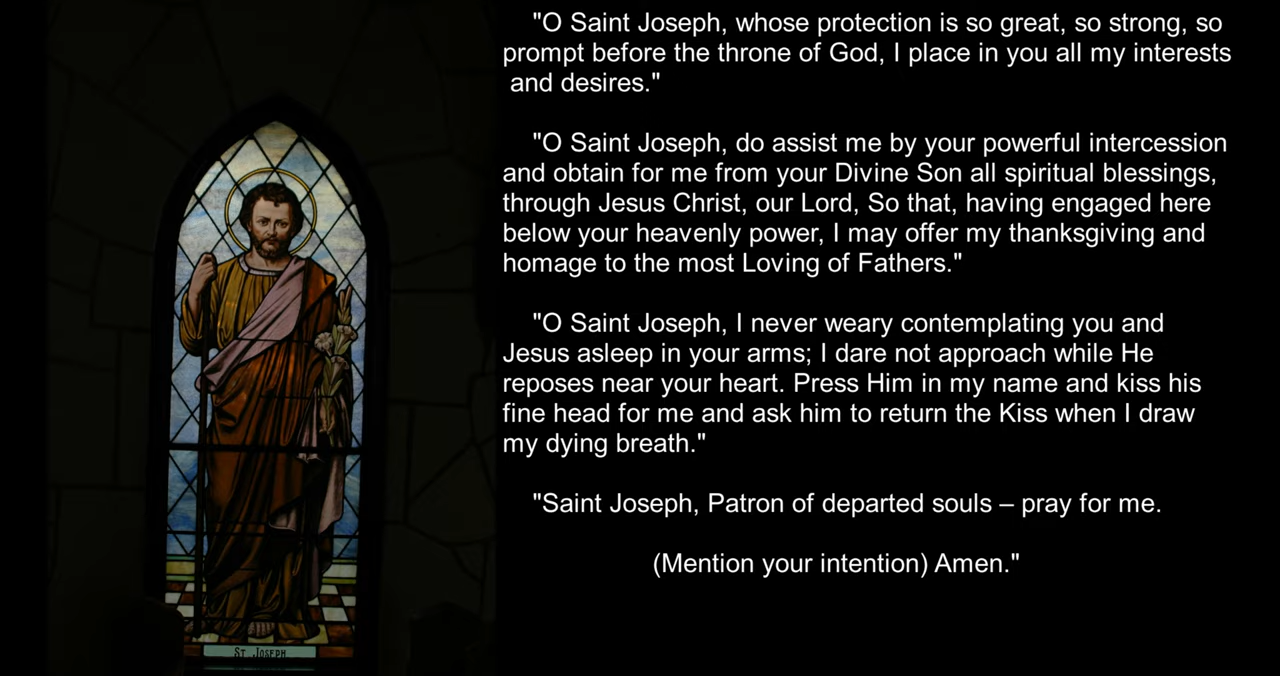 "O Saint Joseph, whose protection is so great, so strong, so
prompt before the throne of God, I place in you all my interests
and desires."
"O Saint Joseph, do assist me by your powerful intercession
and obtain for me from your Divine Son all spiritual blessings,
through Jesus Christ, our Lord, So that, having engaged here
below your heavenly power, I may offer my thanksgiving and
homage to the most Loving of Fathers."
"O Saint Joseph, I never weary contemplating you and
Jesus asleep in your arms; I dare not approach while He
reposes near your heart. Press Him in my name and kiss his
fine head for me and ask him to return the Kiss when I draw
my dying breath."
"Saint Joseph, Patron of departed souls – pray for me.
(Mention your intention) Amen."
ST. JOSEPH